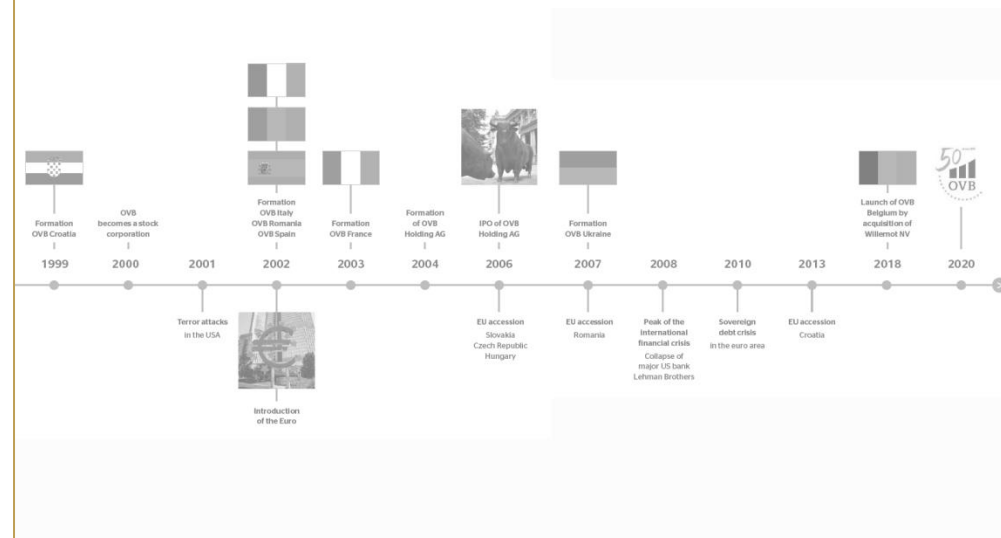 50
OVB
Formation
OVB Croatia
OVB
becomes a stock
corporation
Formation
OVB Italy
OVB Romania
OVB Spain
Formation
OVB France
Formation
of OVB
Holding AG
IPO of OVB
Holding AG
Formation
OVB Ukraine
Launch of OVB
Belgium by
acquisition of
Willemot NV
1999
2000
2001
2002
2003
2004
2006
2007
2008
2010
2013
2018
2020
Terror attacks
in the USA
Introduction
of the Euro
EU accession
Slovakia
Czech Republic
Hungary
EU accession
Romania
Peak of the
international
financial crisis
Collapse of
major US bank
Lehman Brothers
Sovereign
debt crisis
in the euro area
EU accession
Croatia